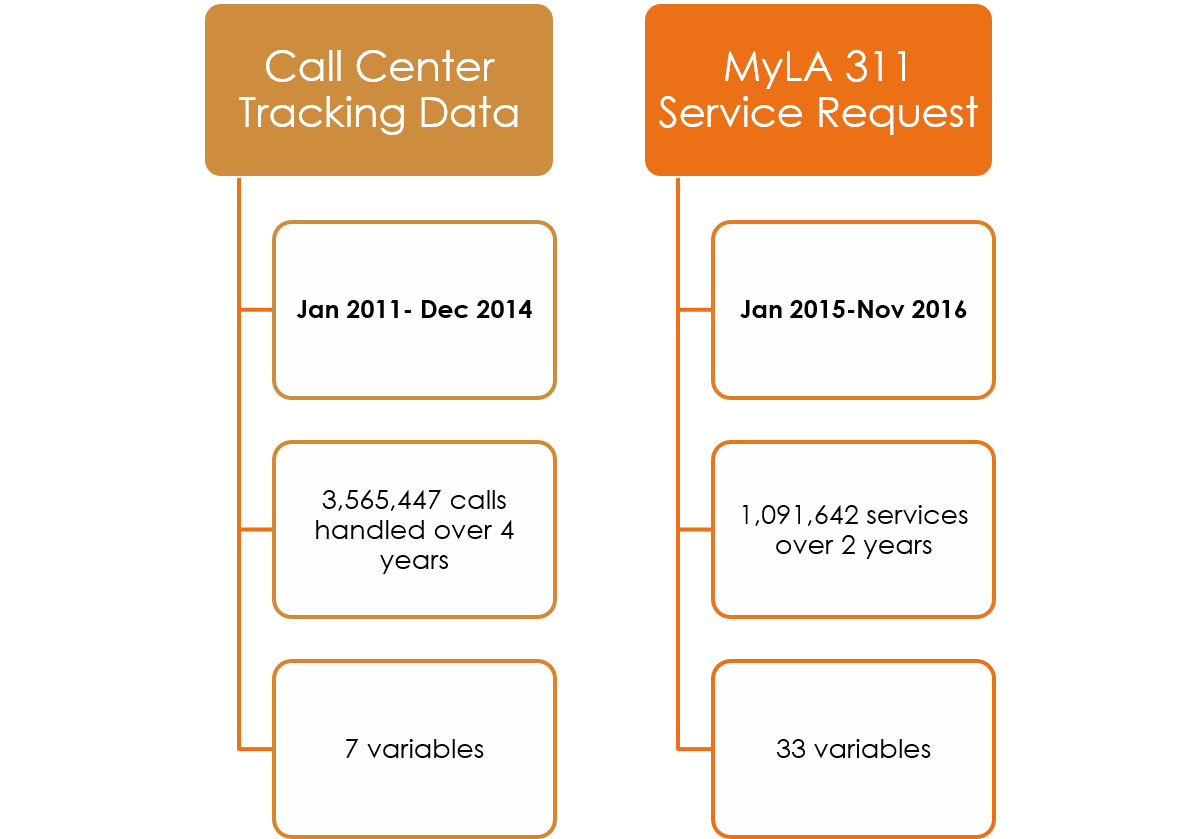 Call Center
Tracking Data
Jan 2011- Dec 2014
3,565,447 calls
handled over 4
years
7 variables
MyLA 311
Service Request
Jan 2015-Nov 2016
1,091,642 services
over 2 years
33 variables